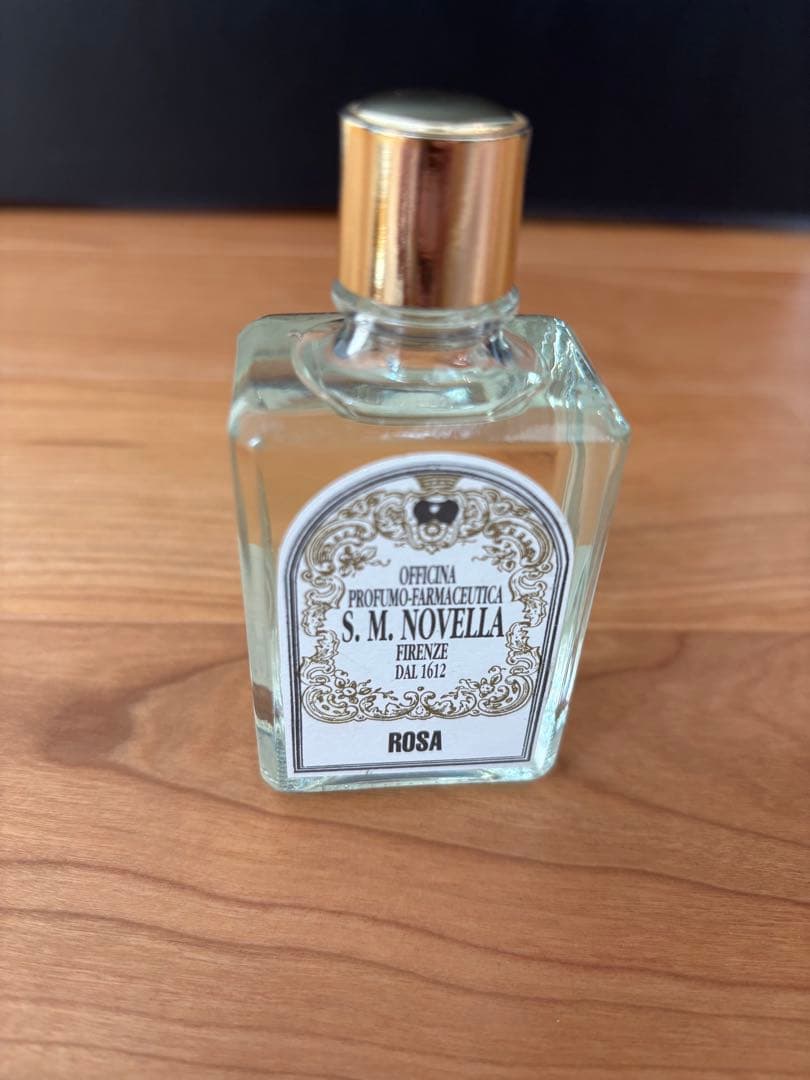 OFFICINA
PROFUMO-FARMACEUTICA
S. M. NOVELLA
FIRENZE
DAL 1612
ROSA